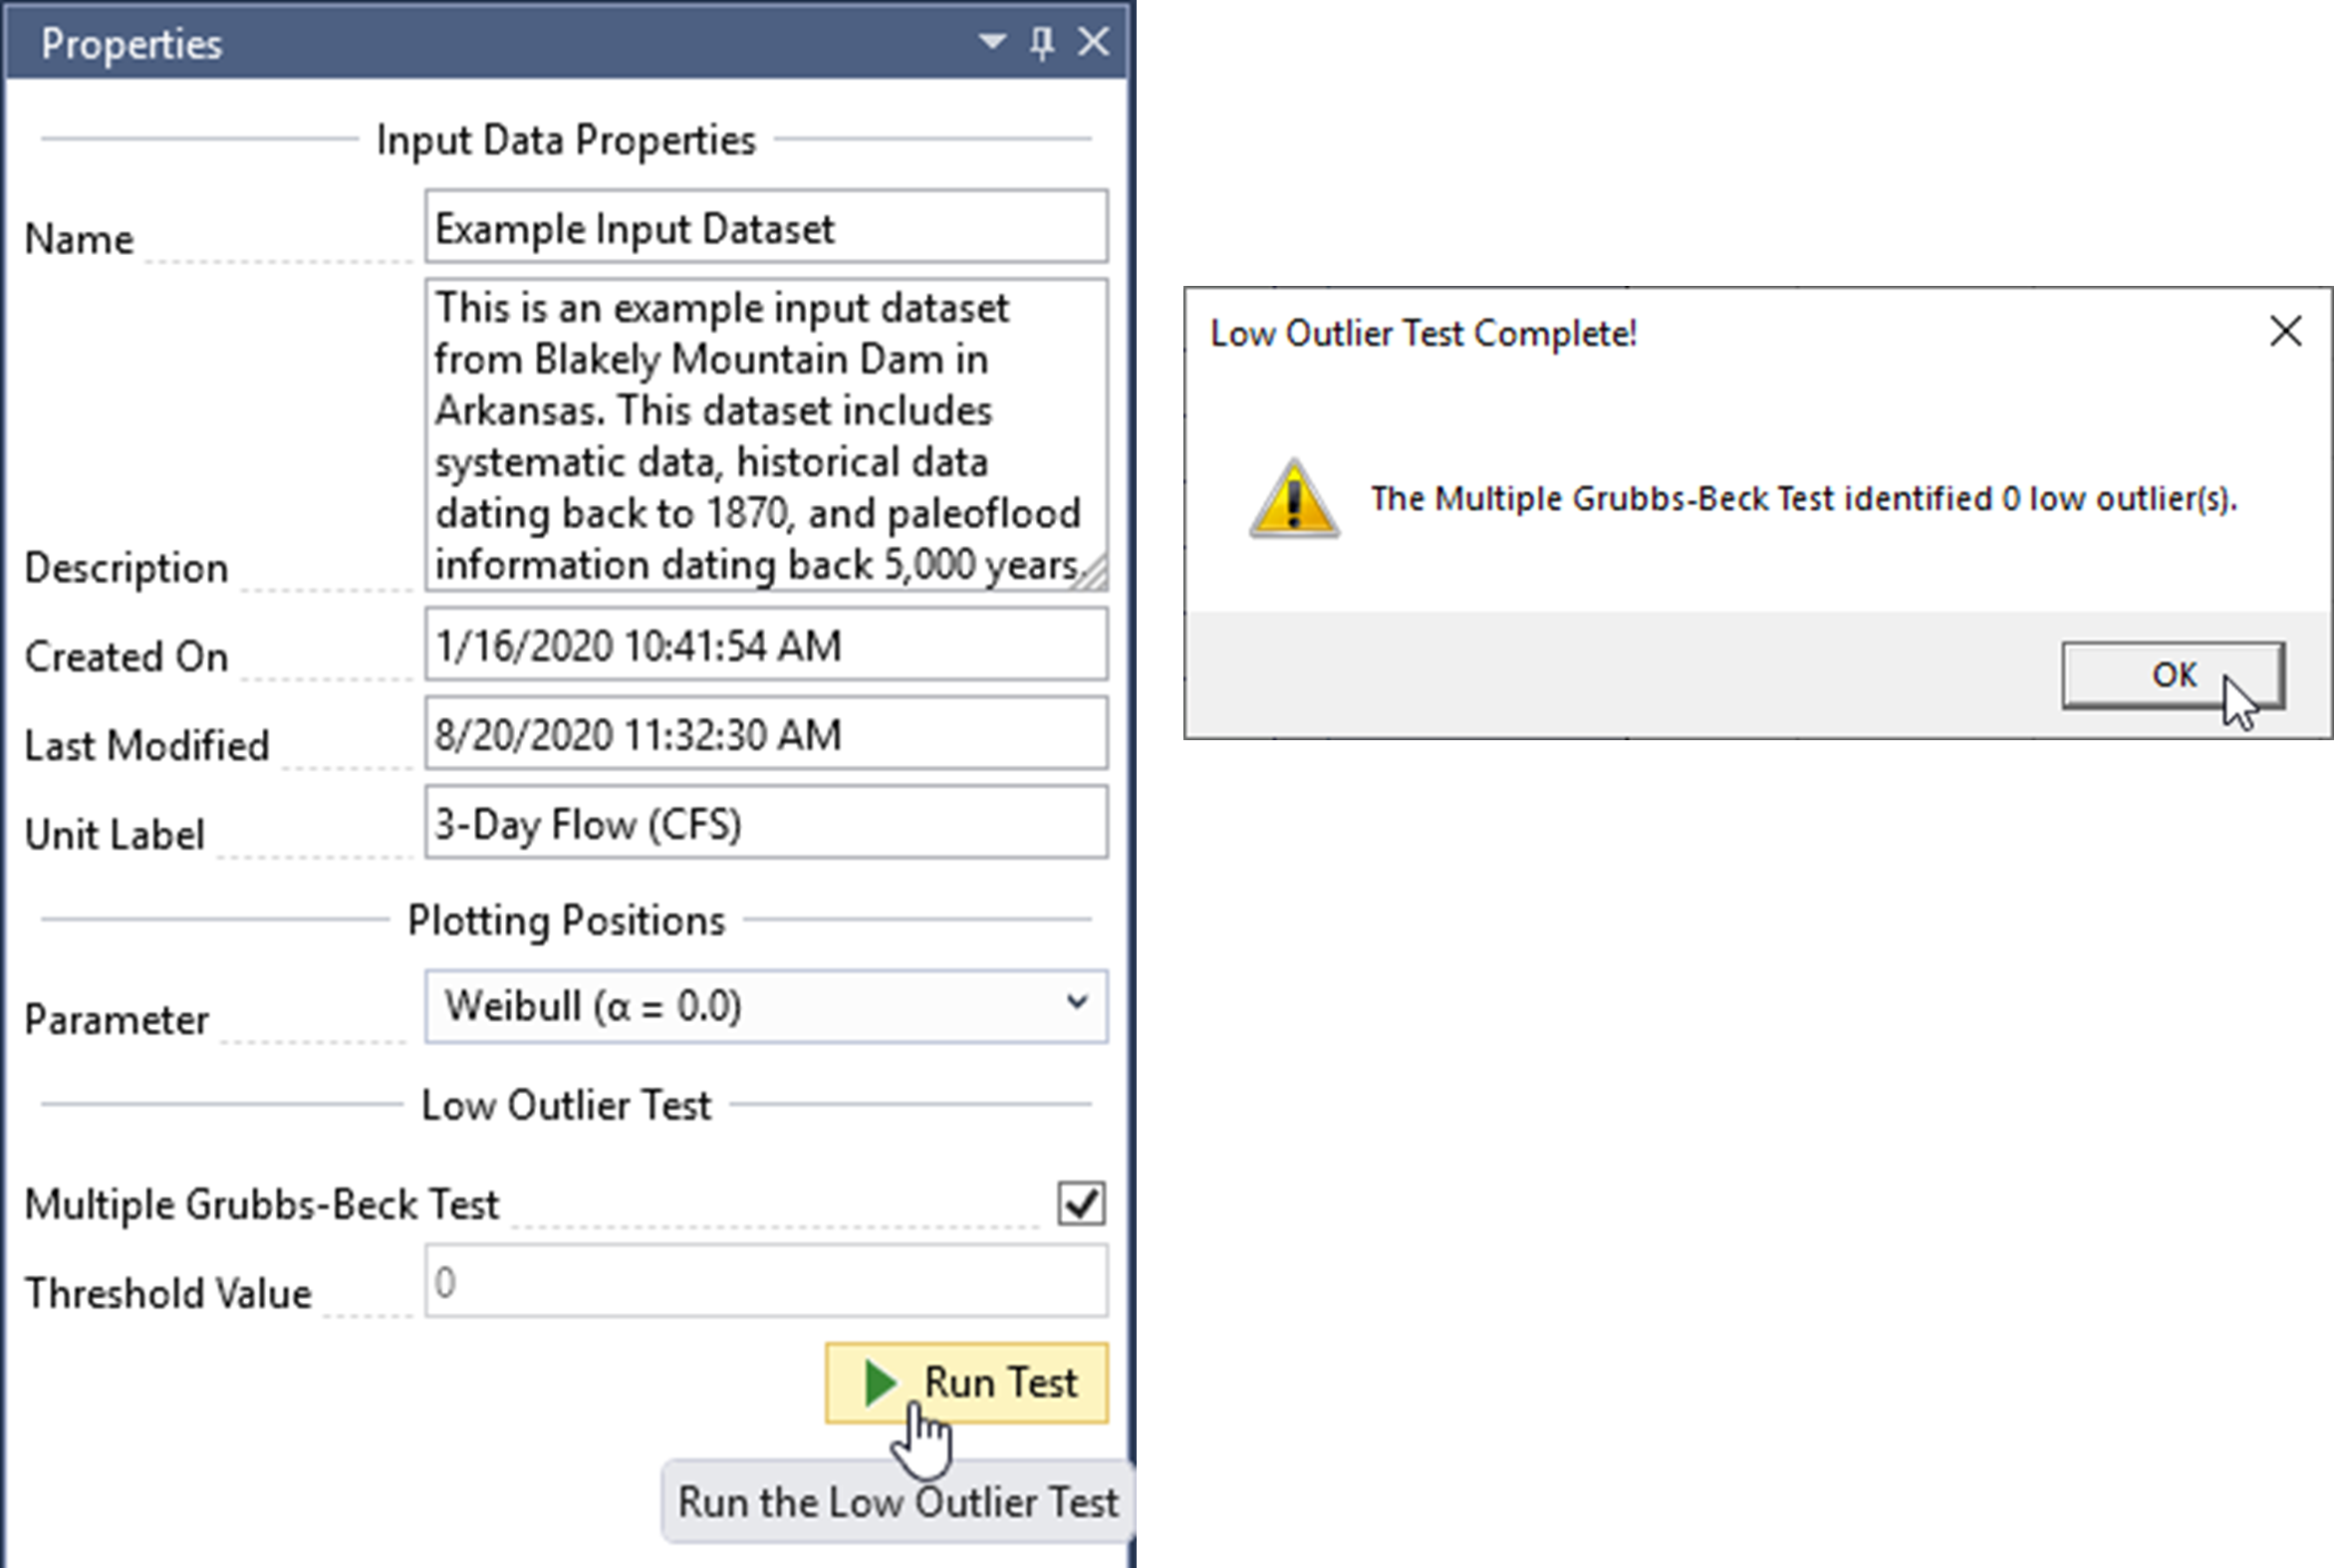 Properties
Input Data Properties
Name
Example Input Dataset
This is an example input dataset
from Blakely Mountain Dam in
Arkansas. This dataset includes
systematic data, historical data
dating back to 1870, and paleoflood
information dating back 5,000 years.
Description
Created On
1/16/2020 10:41:54 AM
Last Modified
8/20/2020 11:32:30 AM
Unit Label
3-Day Flow (CFS)
Plotting Positions
Parameter
Weibull (α = 0.0)
Low Outlier Test
Multiple Grubbs-Beck Test
Threshold Value
0
Run Test
Run the Low Outlier Test
Low Outlier Test Complete!
The Multiple Grubbs-Beck Test identified 0 low outlier(s).
OK